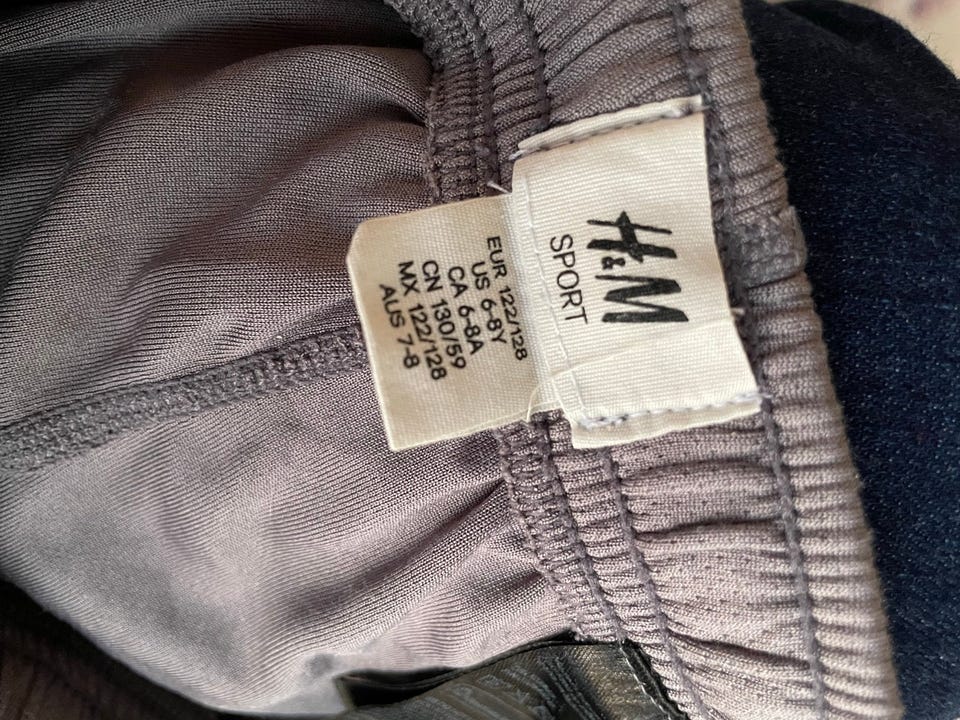 H&M
SPORT
EUR 122/128
US 6-8Y
CA 6-8A
CN 130/59
MX 122/128
AUS 7-8